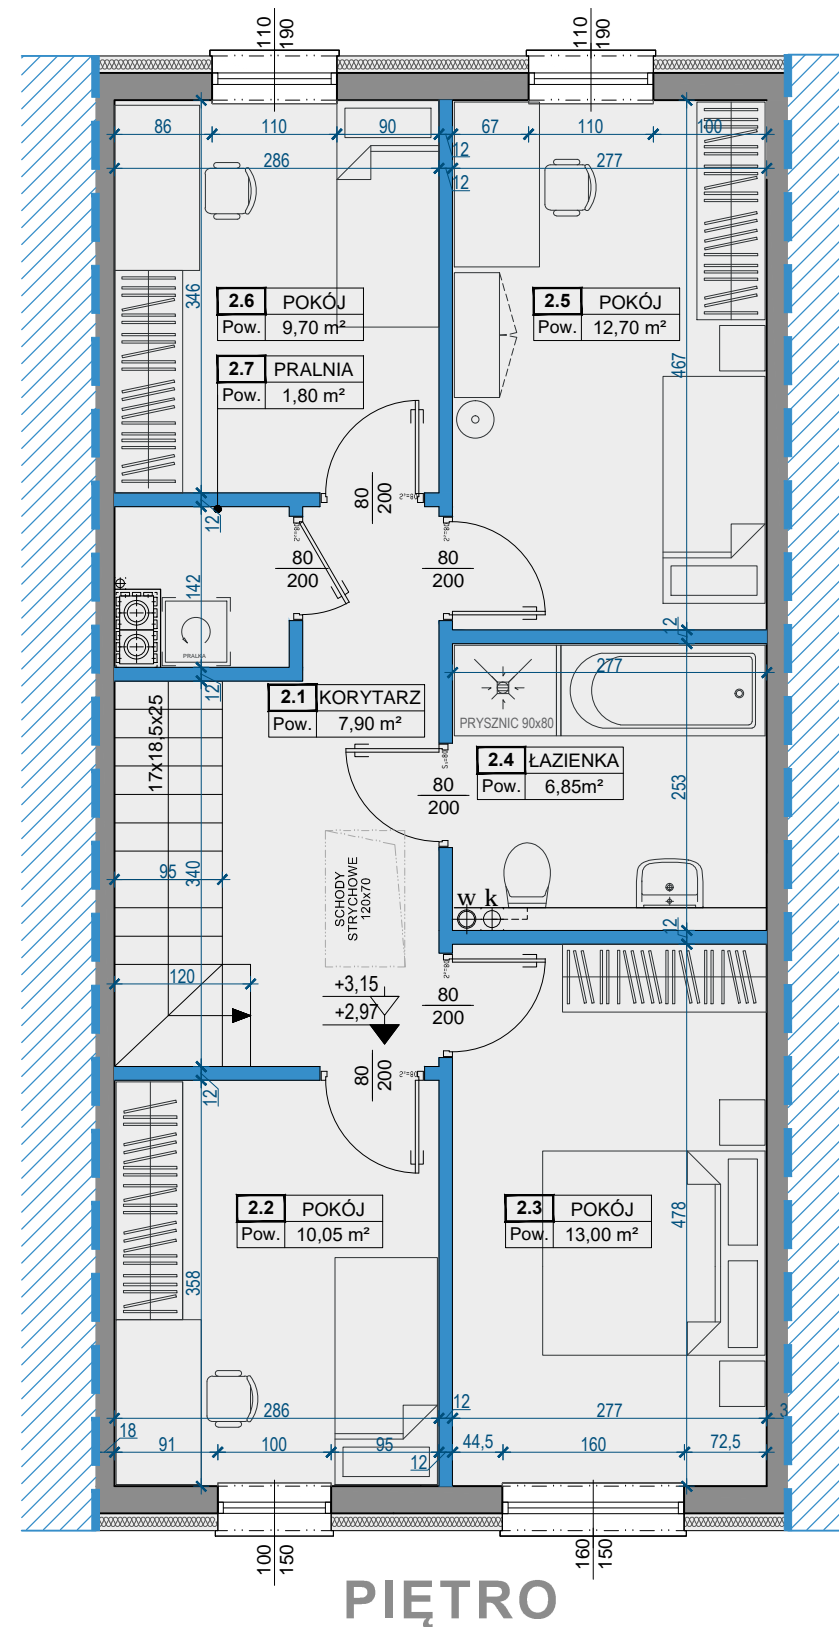 110
190
110
190
86
110
90
67
110
100
12
286
277
12
346
2.6 POKÓJ
Pow. 9,70 m²
2.5 POKÓJ
Pow. 12,70 m²
2.7 PRALNIA
Pow. 1,80 m²
467
80
200
12
80
200
80
200
142
PRALKA
12
12
277
17x18,5x25
2.1 KORYTARZ
Pow. 7,90 m²
PRYSZNIC 90x80
2.4 ŁAZIENKA
Pow. 6,85m²
80
200
253
95
340
SCHODY
STRYCHOWE
120x70
w k
12
120
+3,15
+2,97
80
200
80
200
12
2.2 POKÓJ
Pow. 10,05 m²
2.3 POKÓJ
Pow. 13,00 m²
478
358
286
12
277
3
18
91
100
95
12
44,5
160
72,5
100
150
160
150
PIĘTRO